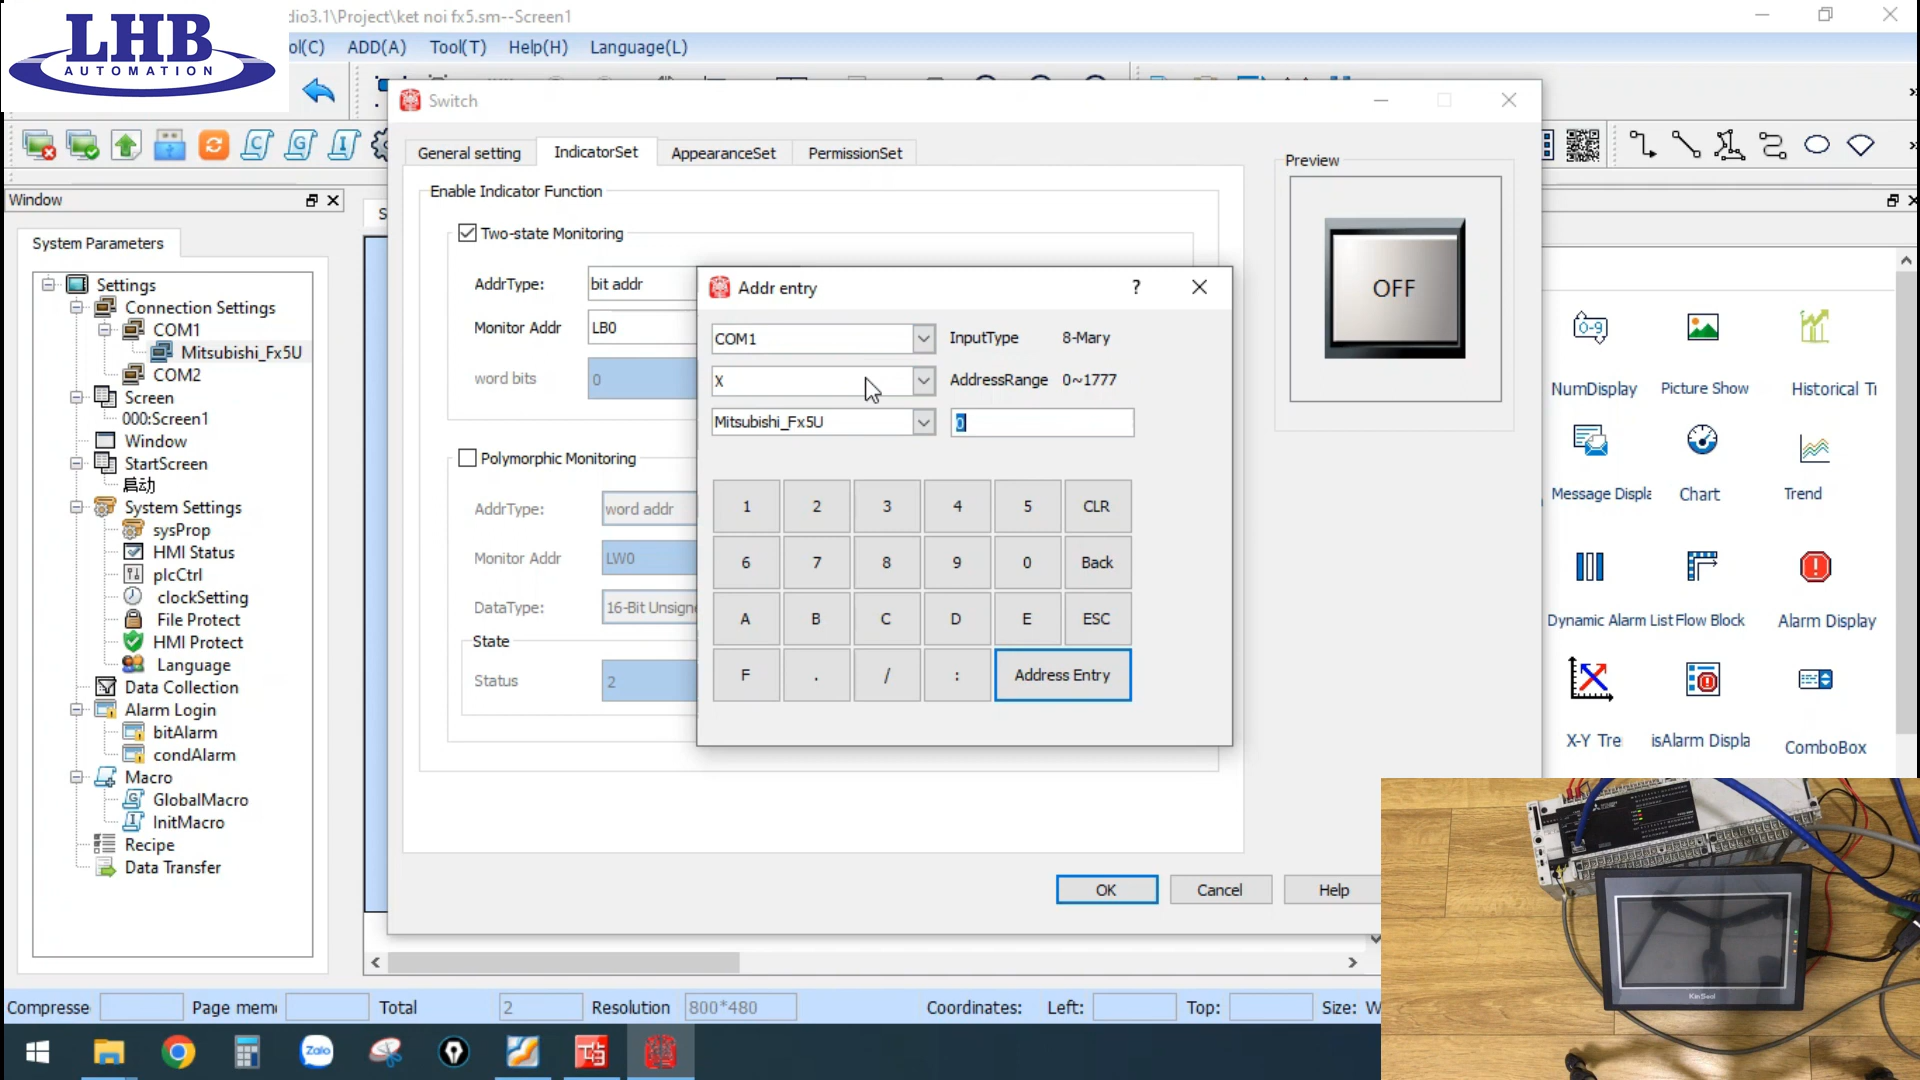 LHB
AUTOMATION
dio3.1\Project\ket noi fx5.sm--Screen1
ol(C) ADD(A) Tool(T) Help(H) Language(L)
Switch
General setting IndicatorSet AppearanceSet PermissionSet
Preview
OFF
Enable Indicator Function
Two-state Monitoring
AddrType: bit addr
Monitor Addr LB0
word bits 0
Polymorphic Monitoring
AddrType: word addr
Monitor Addr LW0
DataType: 16-Bit Unsigne
State
Status 2
Addr entry ?
COM1 InputType 8-Mary
X AddressRange 0~1777
Mitsubishi_Fx5U 0
1 2 3 4 5 CLR
6 7 8 9 0 Back
A B C D E ESC
F . / : Address Entry
OK Cancel Help
Window
System Parameters
Settings
Connection Settings
COM1
Mitsubishi_Fx5U
COM2
Screen
000:Screen1
Window
StartScreen
启动
System Settings
sysProp
HMI Status
plcCtrl
clockSetting
File Protect
HMI Protect
Language
Data Collection
Alarm Login
bitAlarm
condAlarm
Macro
GlobalMacro
InitMacro
Recipe
Data Transfer
S
0-9
NumDisplay Picture Show Historical Ti
Message Displa Chart Trend
Dynamic Alarm List Flow Block Alarm Display
X-Y Tre isAlarm Displa ComboBox
KinSeal
Compresse Page mem Total 2 Resolution 800*480 Coordinates: Left: Top: Size: W
Zalo